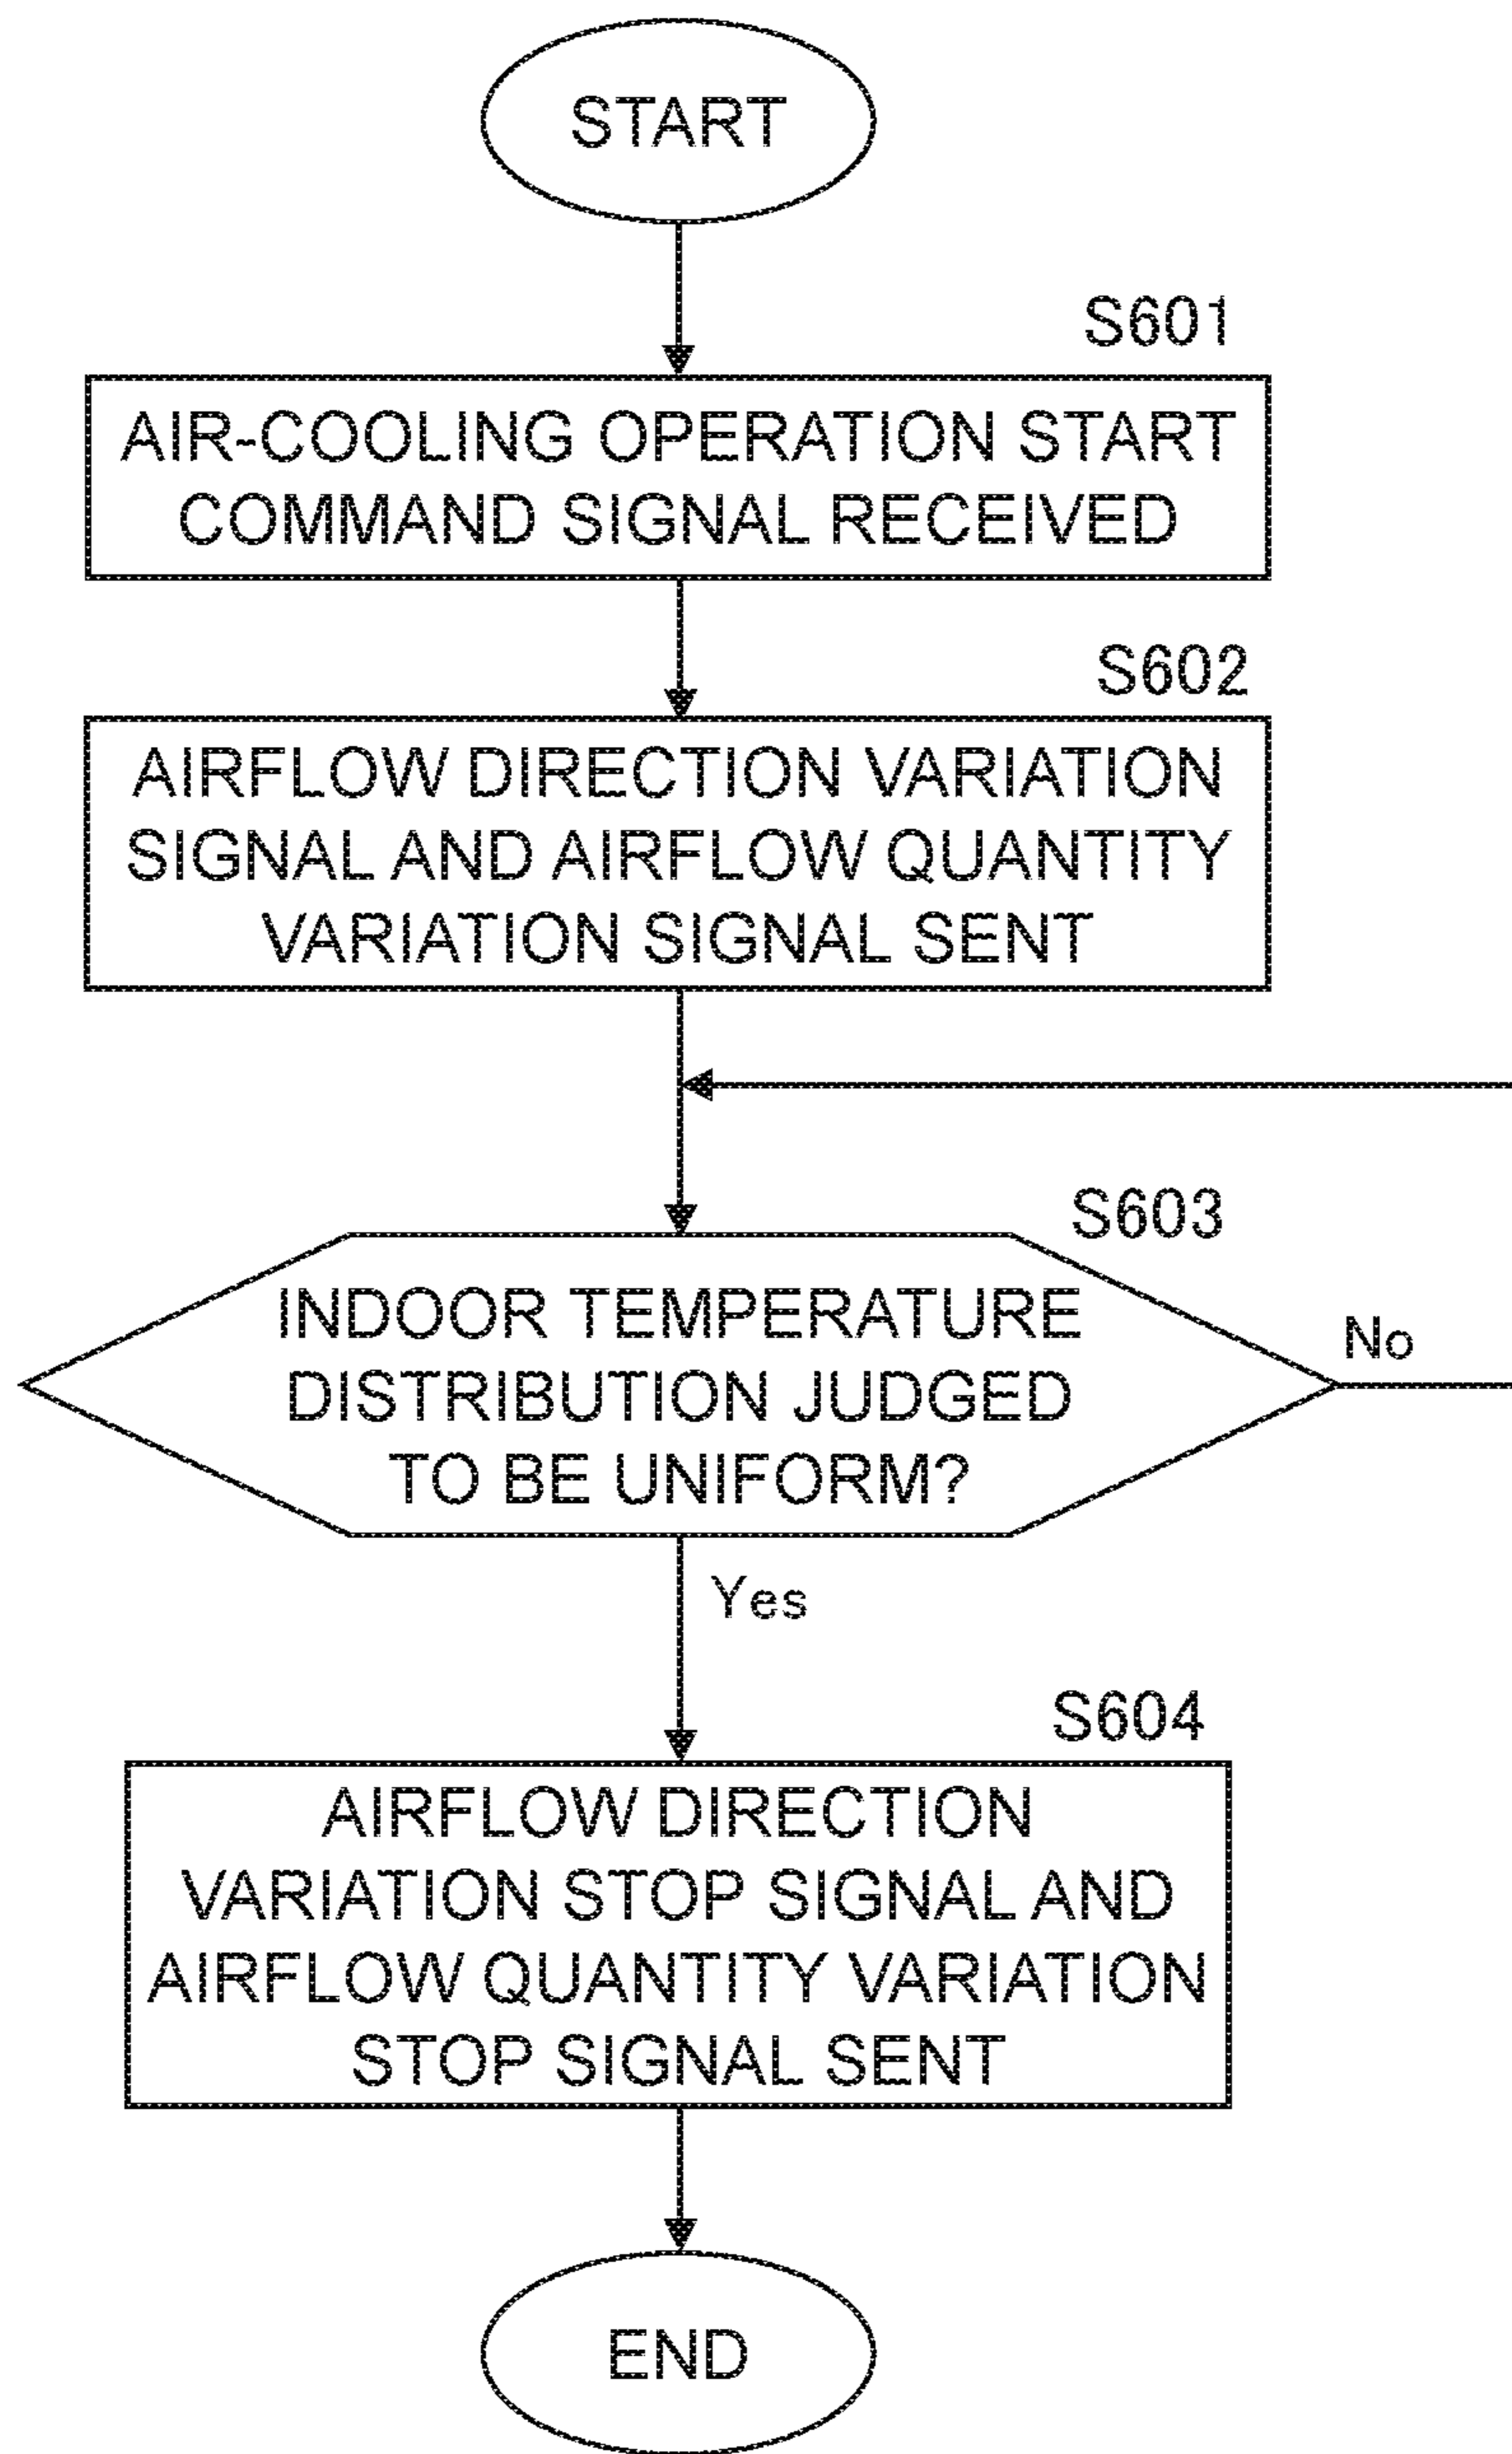 START
S601
AIR-COOLING OPERATION START
COMMAND SIGNAL RECEIVED
S602
AIRFLOW DIRECTION VARIATION
SIGNAL AND AIRFLOW QUANTITY
VARIATION SIGNAL SENT
S603
INDOOR TEMPERATURE
DISTRIBUTION JUDGED
TO BE UNIFORM?
No
Yes
S604
AIRFLOW DIRECTION
VARIATION STOP SIGNAL AND
AIRFLOW QUANTITY VARIATION
STOP SIGNAL SENT
END